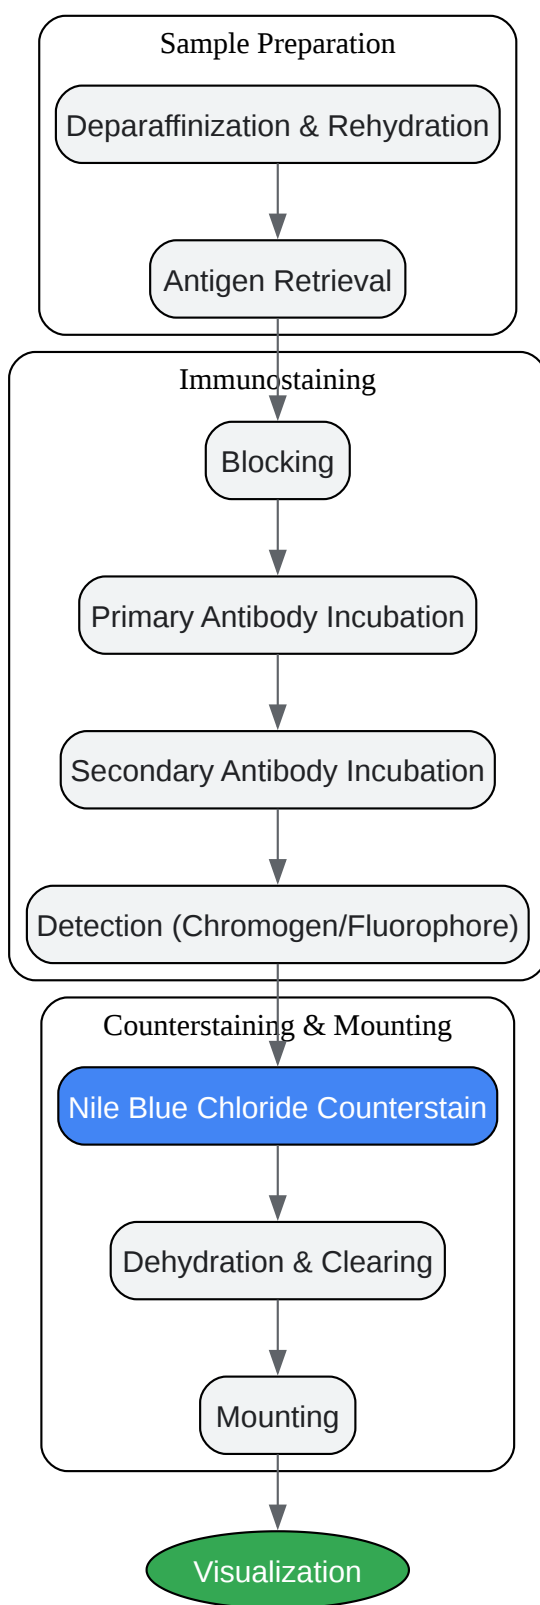 Sample Preparation
Deparaffinization & Rehydration
Antigen Retrieval
Immunostaining
Blocking
Primary Antibody Incubation
Secondary Antibody Incubation
Detection (Chromogen/Fluorophore)
Counterstaining & Mounting
Nile Blue Chloride Counterstain
Dehydration & Clearing
Mounting
Visualization